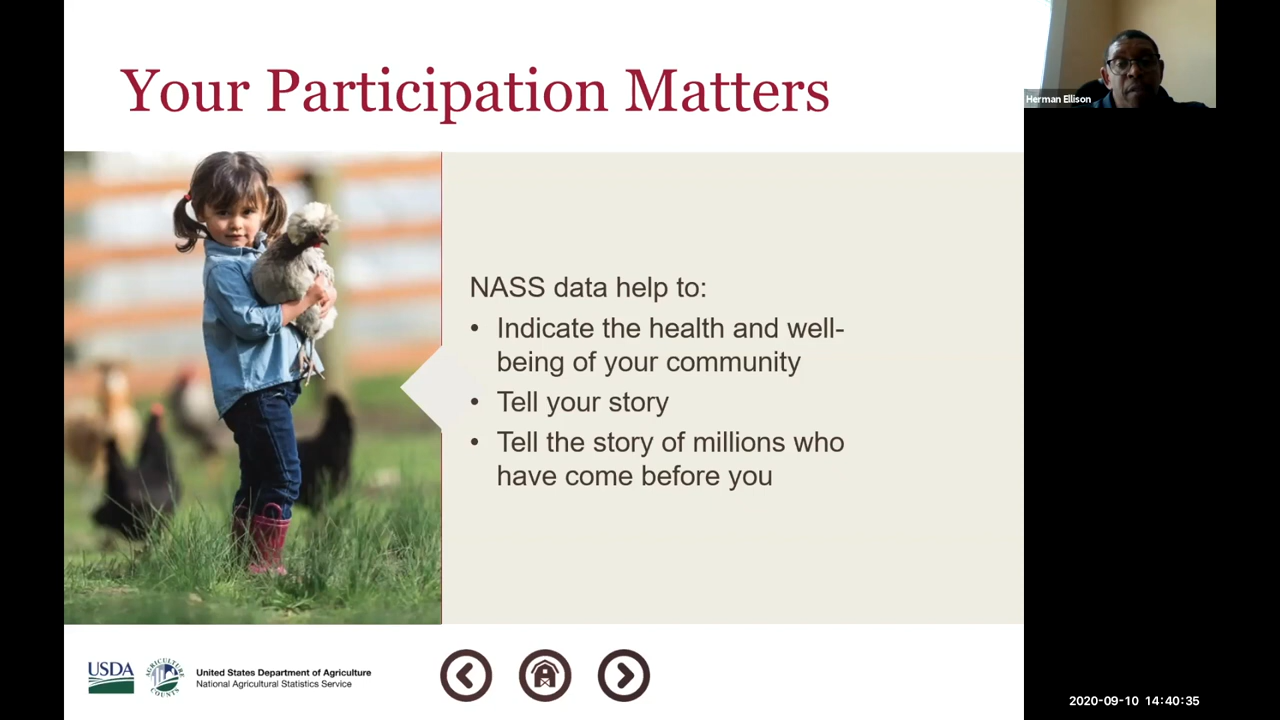 Your Participation Matters
Herman Ellison
NASS data help to:
• Indicate the health and well-
being of your community
• Tell your story
• Tell the story of millions who
have come before you
USDA
AGRICULTURE
COUNTS
United States Department of Agriculture
National Agricultural Statistics Service
2020-09-10 14:40:35